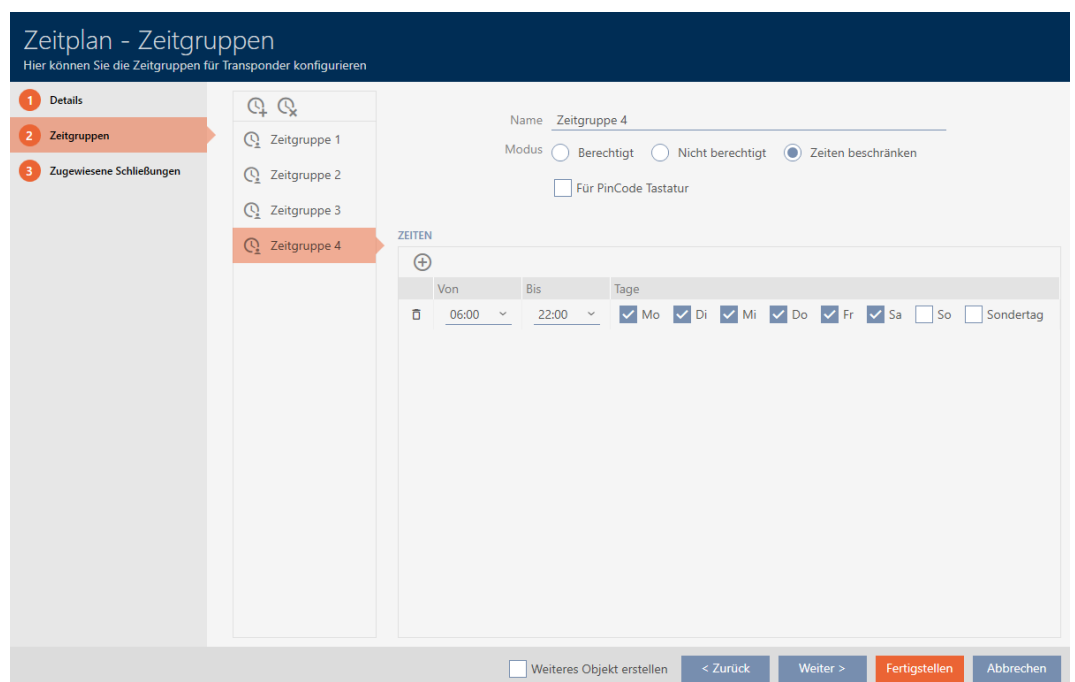 Zeitplan - Zeitgruppen
Hier können Sie die Zeitgruppen für Transponder konfigurieren
1 Details
2 Zeitgruppen
3 Zugewiesene Schließungen
Zeitgruppe 1
Zeitgruppe 2
Zeitgruppe 3
Zeitgruppe 4
Name Zeitgruppe 4
Modus Berechtigt Nicht berechtigt Zeiten beschränken
Für PinCode Tastatur
ZEITEN
Von Bis Tage
06:00 22:00 Mo Di Mi Do Fr Sa So Sondertag
Weiteres Objekt erstellen < Zurück Weiter > Fertigstellen Abbrechen